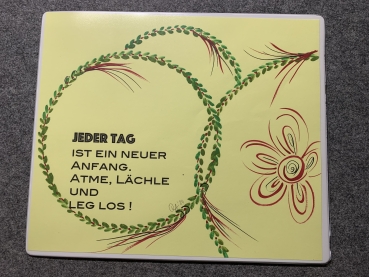 JEDER TAG
IST EIN NEUER
ANFANG.
ATME, LÄCHLE
UND
LEG LOS !